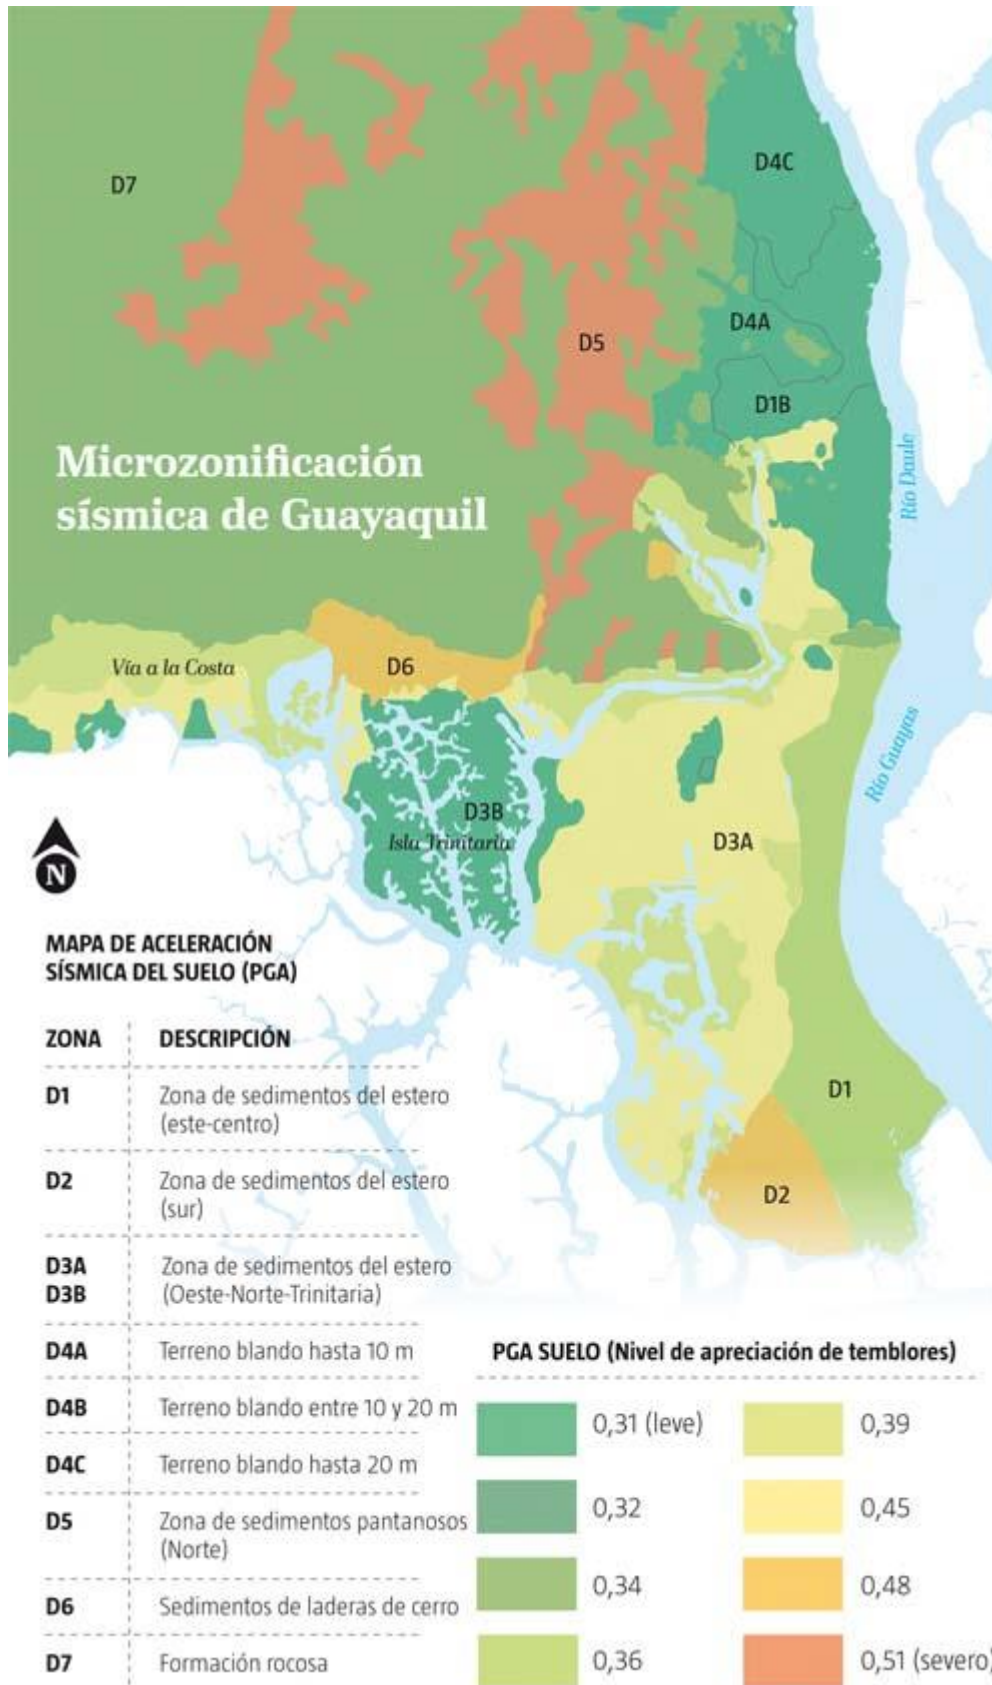 D4C
D7
D4A
D5
D1B
Microzonificación
sísmica de Guayaquil
Río Daule
Vía a la Costa
D6
Río Guayas
D3B
Isla Trinitaria
D3A
N
MAPA DE ACELERACIÓN
SÍSMICA DEL SUELO (PGA)
ZONA DESCRIPCIÓN
D1 Zona de sedimentos del estero
(este-centro)
D1
D2 Zona de sedimentos del estero
(sur)
D2
D3A Zona de sedimentos del estero
D3B (Oeste-Norte-Trinitaria)
D4A Terreno blando hasta 10 m
D4B Terreno blando entre 10 y 20 m
D4C Terreno blando hasta 20 m
D5 Zona de sedimentos pantanosos
(Norte)
D6 Sedimentos de laderas de cerro
D7 Formación rocosa
PGA SUELO (Nivel de apreciación de temblores)
0,31 (leve)
0,32
0,34
0,36
0,39
0,45
0,48
0,51 (severo)